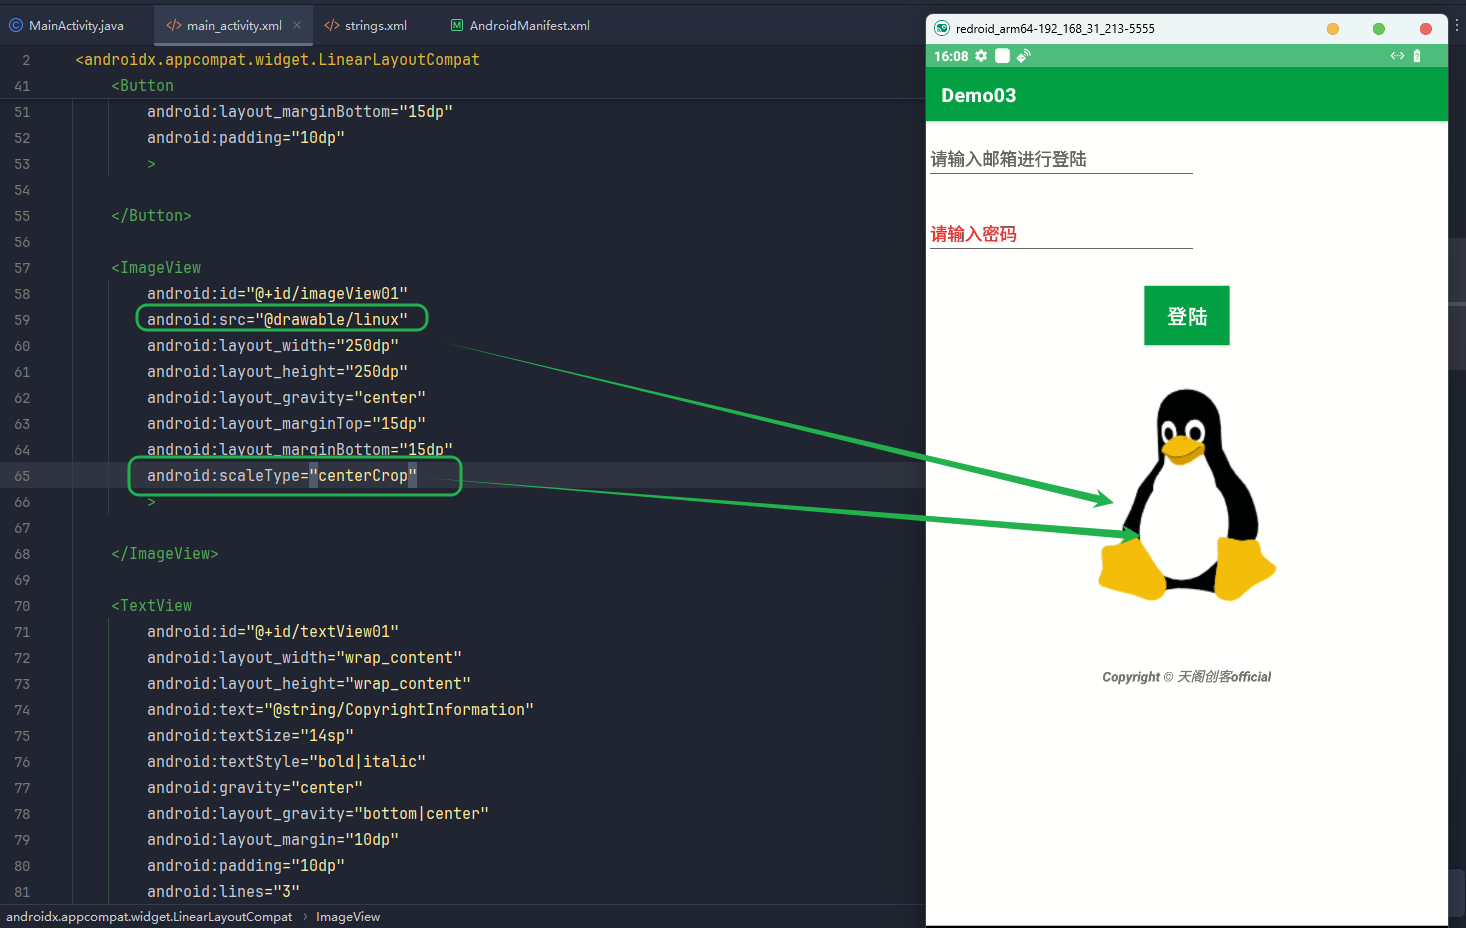 MainActivity.java
main_activity.xml
strings.xml
AndroidManifest.xml
2 <androidx.appcompat.widget.LinearLayoutCompat
41 <Button
51 android:layout_marginBottom="15dp"
52 android:padding="10dp"
53 >
54
55 </Button>
56
57 <ImageView
58 android:id="@+id/imageView01"
59 android:src="@drawable/linux"
60 android:layout_width="250dp"
61 android:layout_height="250dp"
62 android:layout_gravity="center"
63 android:layout_marginTop="15dp"
64 android:layout_marginBottom="15dp"
65 android:scaleType="centerCrop"
66 >
67
68 </ImageView>
69
70 <TextView
71 android:id="@+id/textView01"
72 android:layout_width="wrap_content"
73 android:layout_height="wrap_content"
74 android:text="@string/CopyrightInformation"
75 android:textSize="14sp"
76 android:textStyle="bold|italic"
77 android:gravity="center"
78 android:layout_gravity="bottom|center"
79 android:layout_margin="10dp"
80 android:padding="10dp"
81 android:lines="3"
androidx.appcompat.widget.LinearLayoutCompat › ImageView
redroid_arm64-192_168_31_213-5555
16:08
Demo03
请输入邮箱进行登陆
请输入密码
登陆
Copyright © 天阁创客official